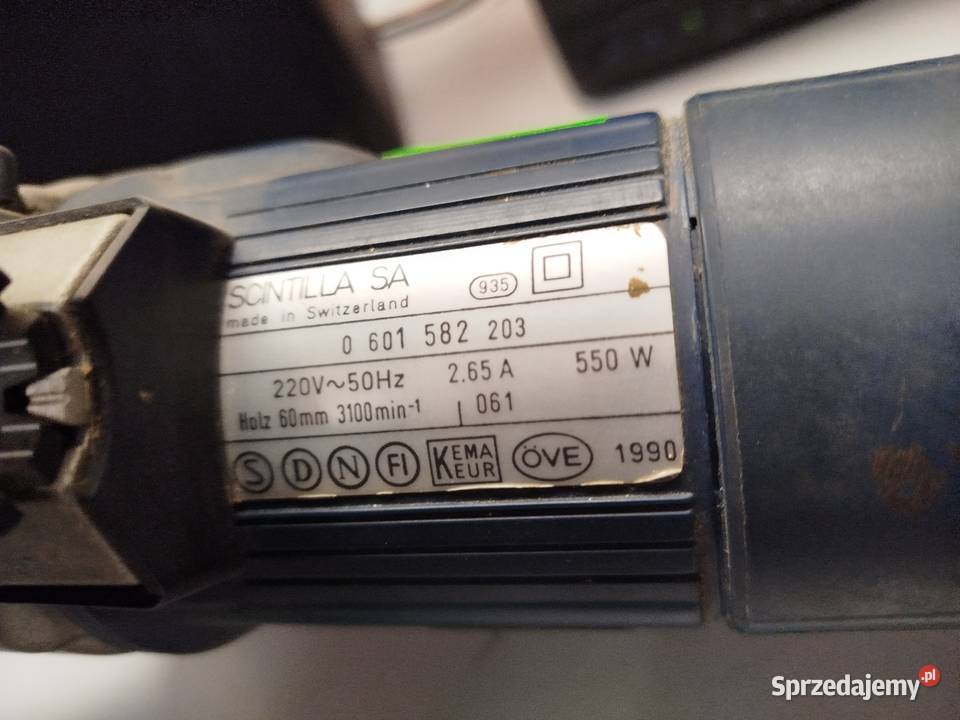 SCINTILLA SA
935
made in Switzerland
0 601 582 203
220V~50Hz 2.65 A 550 W
Holz 60mm 3100min-¹ 061
S D N FI KEMA KEUR ÖVE 1990
Sprzedajemy.pl